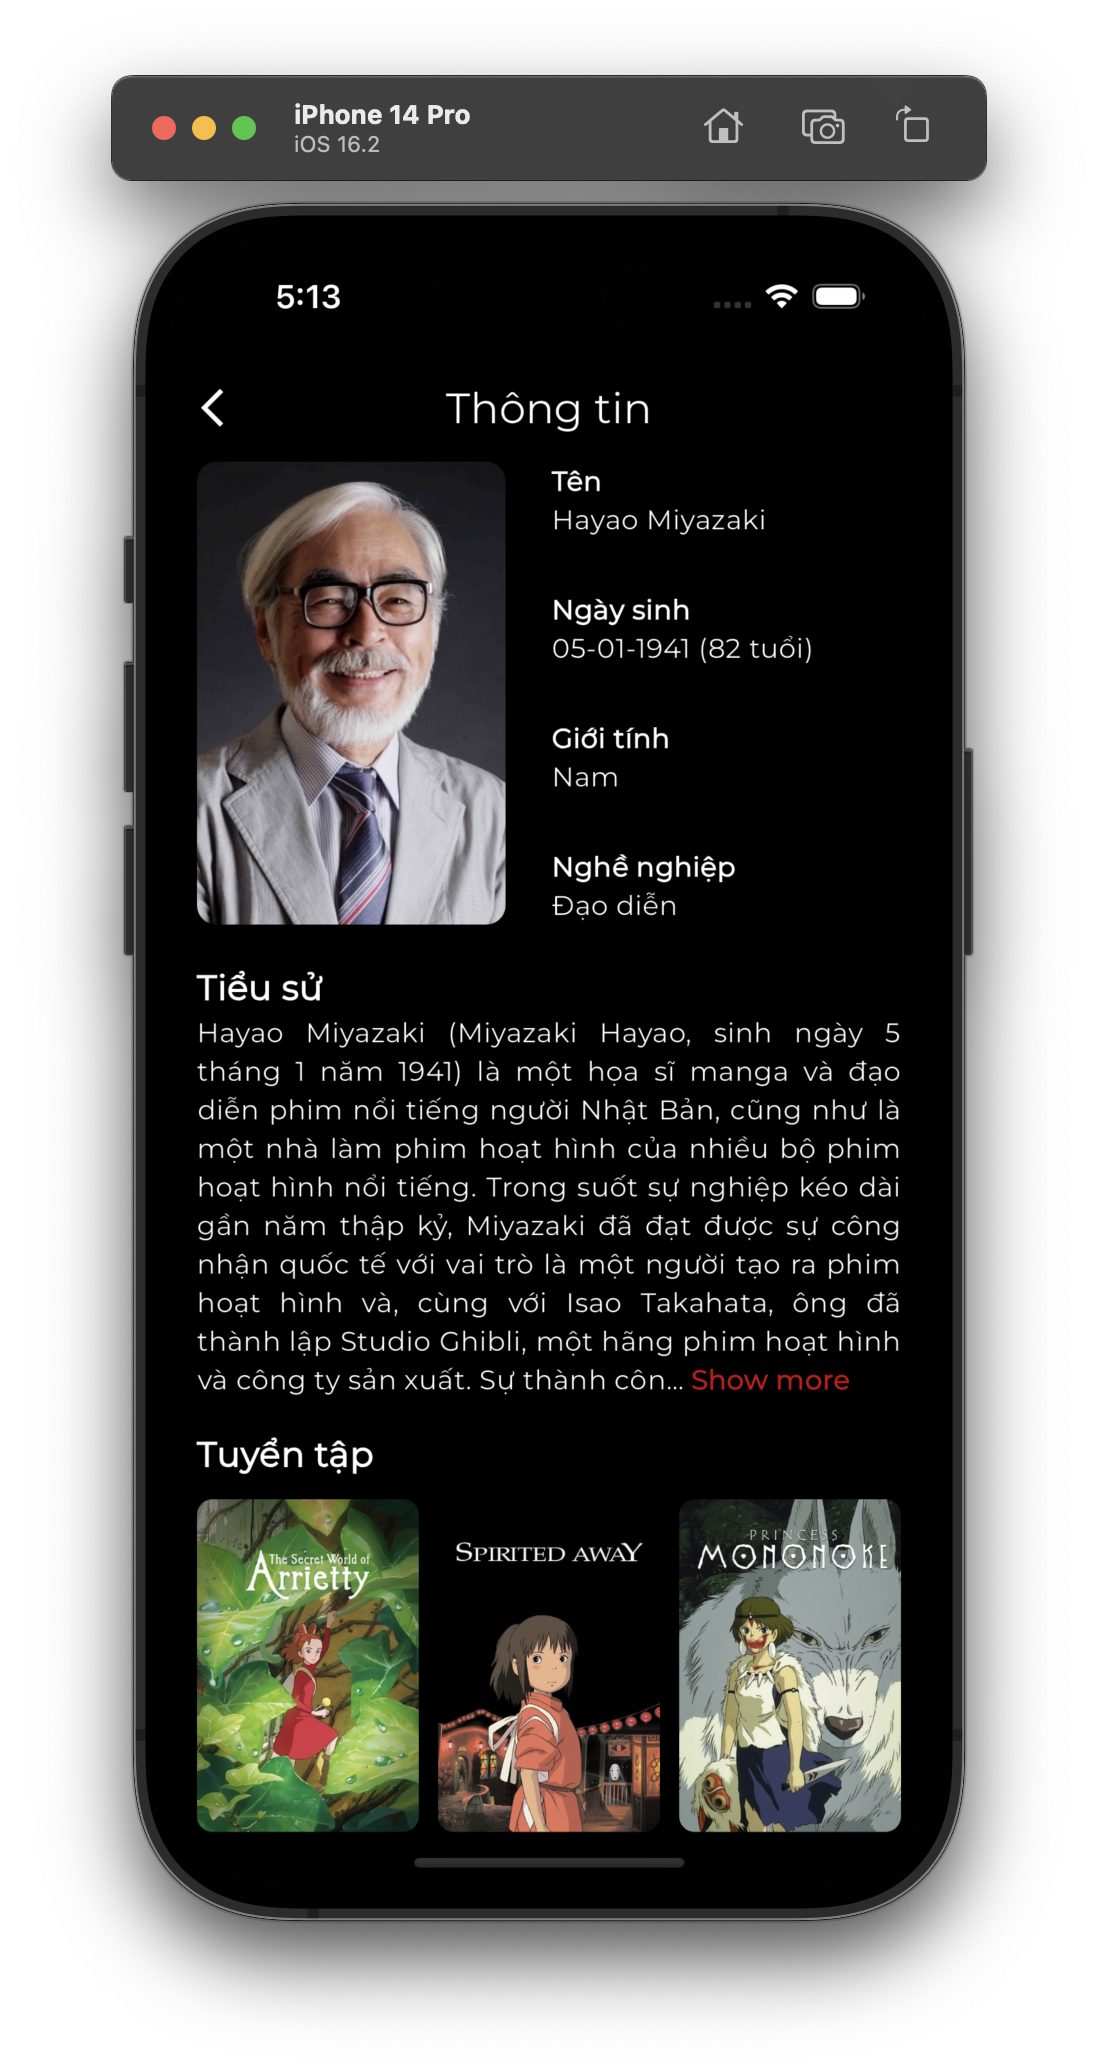 iPhone 14 Pro
iOS 16.2
5:13
Thông tin
Tên
Hayao Miyazaki
Ngày sinh
05-01-1941 (82 tuổi)
Giới tính
Nam
Nghề nghiệp
Đạo diễn
Tiểu sử
Hayao Miyazaki (Miyazaki Hayao, sinh ngày 5
tháng 1 năm 1941) là một họa sĩ manga và đạo
diễn phim nổi tiếng người Nhật Bản, cũng như là
một nhà làm phim hoạt hình của nhiều bộ phim
hoạt hình nổi tiếng. Trong suốt sự nghiệp kéo dài
gần năm thập kỷ, Miyazaki đã đạt được sự công
nhận quốc tế với vai trò là một người tạo ra phim
hoạt hình và, cùng với Isao Takahata, ông đã
thành lập Studio Ghibli, một hãng phim hoạt hình
và công ty sản xuất. Sự thành côn... Show more
Tuyển tập
The Secret World of
Arrietty
SPIRITED AWAY
PRINCESS
MONONOKE